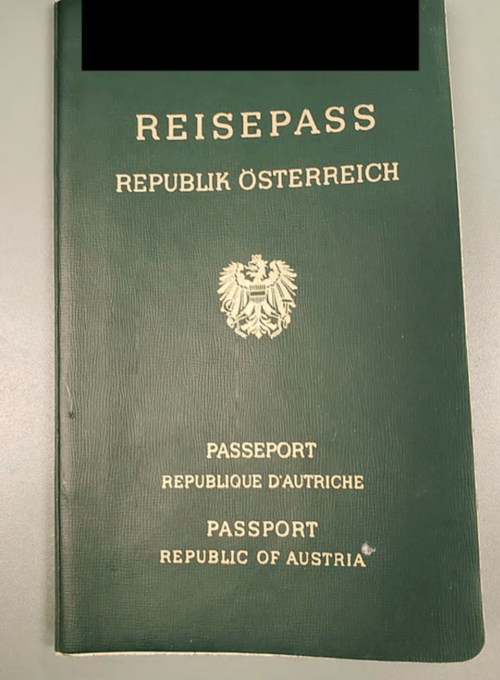 REISEPASS
REPUBLIK ÖSTERREICH
PASSEPORT
REPUBLIQUE D'AUTRICHE
PASSPORT
REPUBLIC OF AUSTRIA